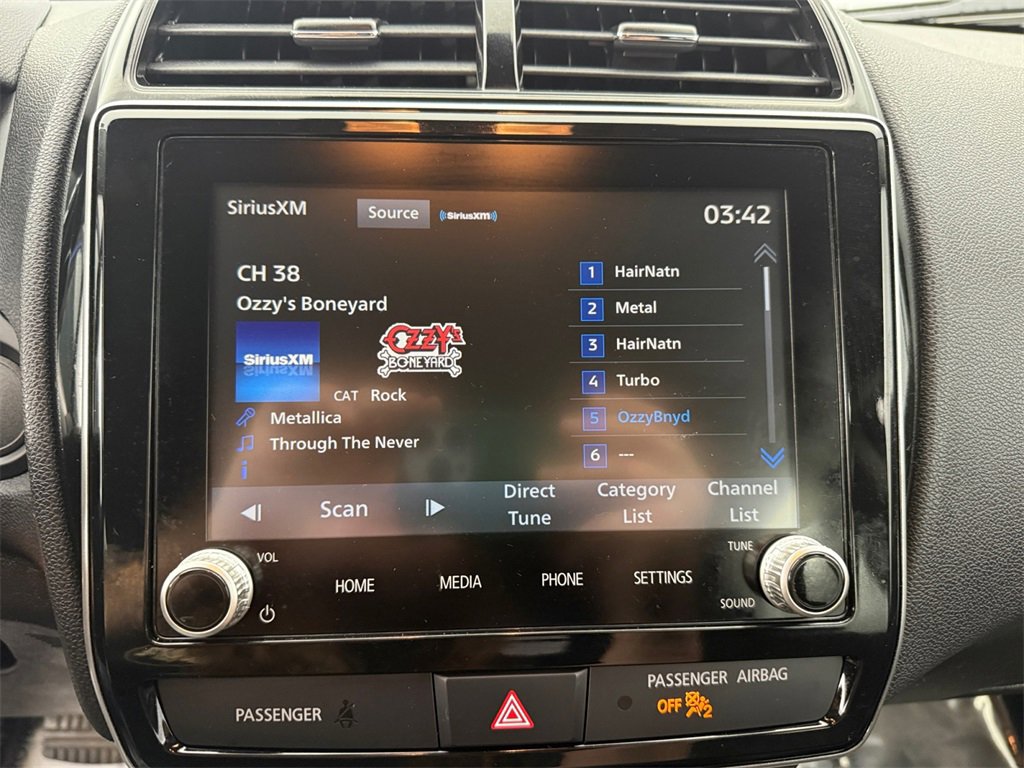 SiriusXM
Source
((SiriusXM))
03:42
CH 38
Ozzy's Boneyard
SiriusXM
OZZY's
BONEYARD
CAT Rock
Metallica
Through The Never
1 HairNatn
2 Metal
3 HairNatn
4 Turbo
5 OzzyBnyd
6 ---
Scan
Direct
Tune
Category
List
Channel
List
VOL
HOME
MEDIA
PHONE
SETTINGS
TUNE
SOUND
PASSENGER
PASSENGER AIRBAG
OFF 2